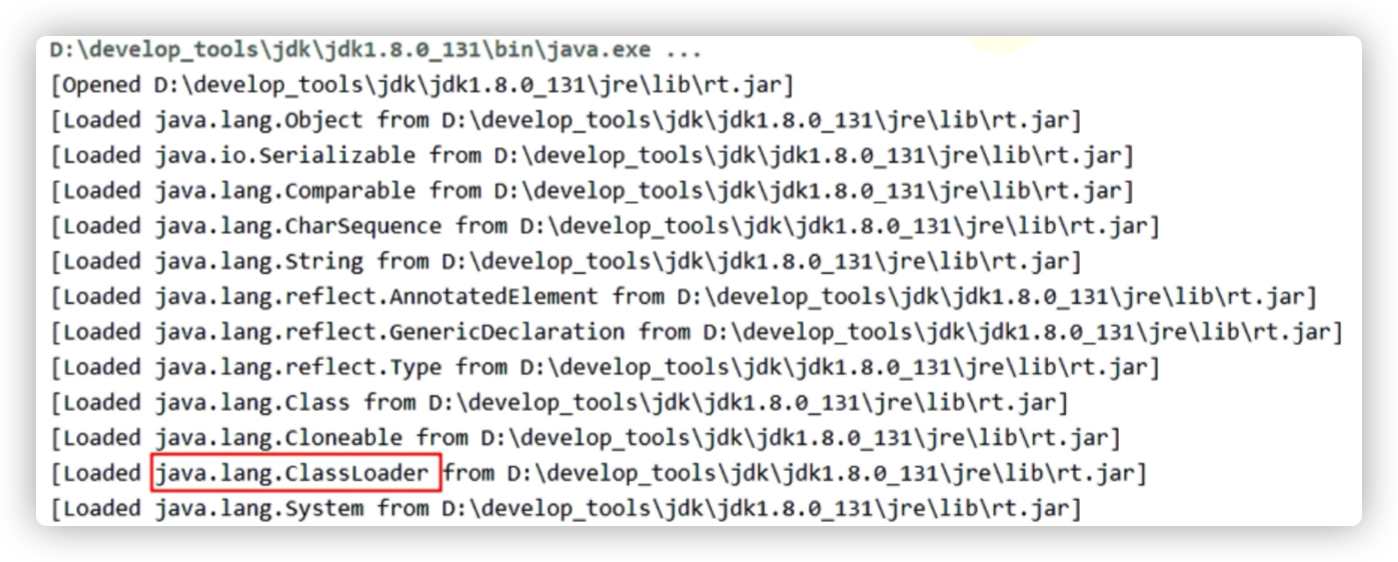 D:\develop_tools\jdk\jdk1.8.0_131\bin\java.exe ...
[Opened D:\develop_tools\jdk\jdk1.8.0_131\jre\lib\rt.jar]
[Loaded java.lang.Object from D:\develop_tools\jdk\jdk1.8.0_131\jre\lib\rt.jar]
[Loaded java.io.Serializable from D:\develop_tools\jdk\jdk1.8.0_131\jre\lib\rt.jar]
[Loaded java.lang.Comparable from D:\develop_tools\jdk\jdk1.8.0_131\jre\lib\rt.jar]
[Loaded java.lang.CharSequence from D:\develop_tools\jdk\jdk1.8.0_131\jre\lib\rt.jar]
[Loaded java.lang.String from D:\develop_tools\jdk\jdk1.8.0_131\jre\lib\rt.jar]
[Loaded java.lang.reflect.AnnotatedElement from D:\develop_tools\jdk\jdk1.8.0_131\jre\lib\rt.jar]
[Loaded java.lang.reflect.GenericDeclaration from D:\develop_tools\jdk\jdk1.8.0_131\jre\lib\rt.jar]
[Loaded java.lang.reflect.Type from D:\develop_tools\jdk\jdk1.8.0_131\jre\lib\rt.jar]
[Loaded java.lang.Class from D:\develop_tools\jdk\jdk1.8.0_131\jre\lib\rt.jar]
[Loaded java.lang.Cloneable from D:\develop_tools\jdk\jdk1.8.0_131\jre\lib\rt.jar]
[Loaded java.lang.ClassLoader from D:\develop_tools\jdk\jdk1.8.0_131\jre\lib\rt.jar]
[Loaded java.lang.System from D:\develop_tools\jdk\jdk1.8.0_131\jre\lib\rt.jar]